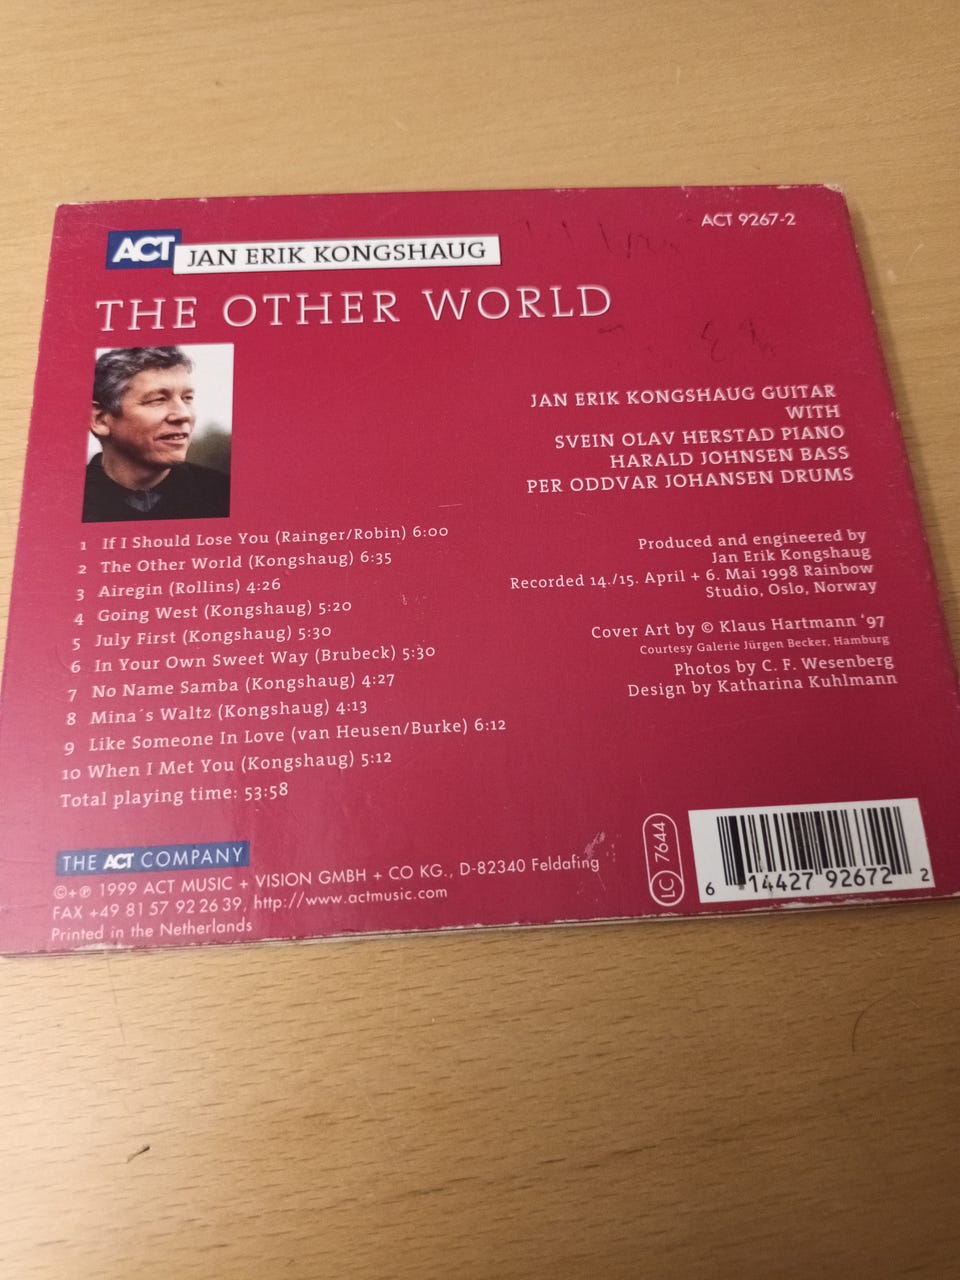 ACT 9267-2
ACT JAN ERIK KONGSHAUG
THE OTHER WORLD
JAN ERIK KONGSHAUG GUITAR
WITH
SVEIN OLAV HERSTAD PIANO
HARALD JOHNSEN BASS
PER ODDVAR JOHANSEN DRUMS
1 If I Should Lose You (Rainger/Robin) 6:00
2 The Other World (Kongshaug) 6:35
3 Airegin (Rollins) 4:26
4 Going West (Kongshaug) 5:20
5 July First (Kongshaug) 5:30
6 In Your Own Sweet Way (Brubeck) 5:30
7 No Name Samba (Kongshaug) 4:27
8 Mina´s Waltz (Kongshaug) 4:13
9 Like Someone In Love (van Heusen/Burke) 6:12
10 When I Met You (Kongshaug) 5:12
Total playing time: 53:58
Produced and engineered by
Jan Erik Kongshaug
Recorded 14./15. April + 6. Mai 1998 Rainbow
Studio, Oslo, Norway
Cover Art by © Klaus Hartmann '97
Courtesy Galerie Jürgen Becker, Hamburg
Photos by C. F. Wesenberg
Design by Katharina Kuhlmann
THE ACT COMPANY
©+℗ 1999 ACT MUSIC + VISION GMBH + CO KG., D-82340 Feldafing
FAX +49 81 57 92 26 39, http://www.actmusic.com
Printed in the Netherlands
LC 7644
6 14427 92672 2